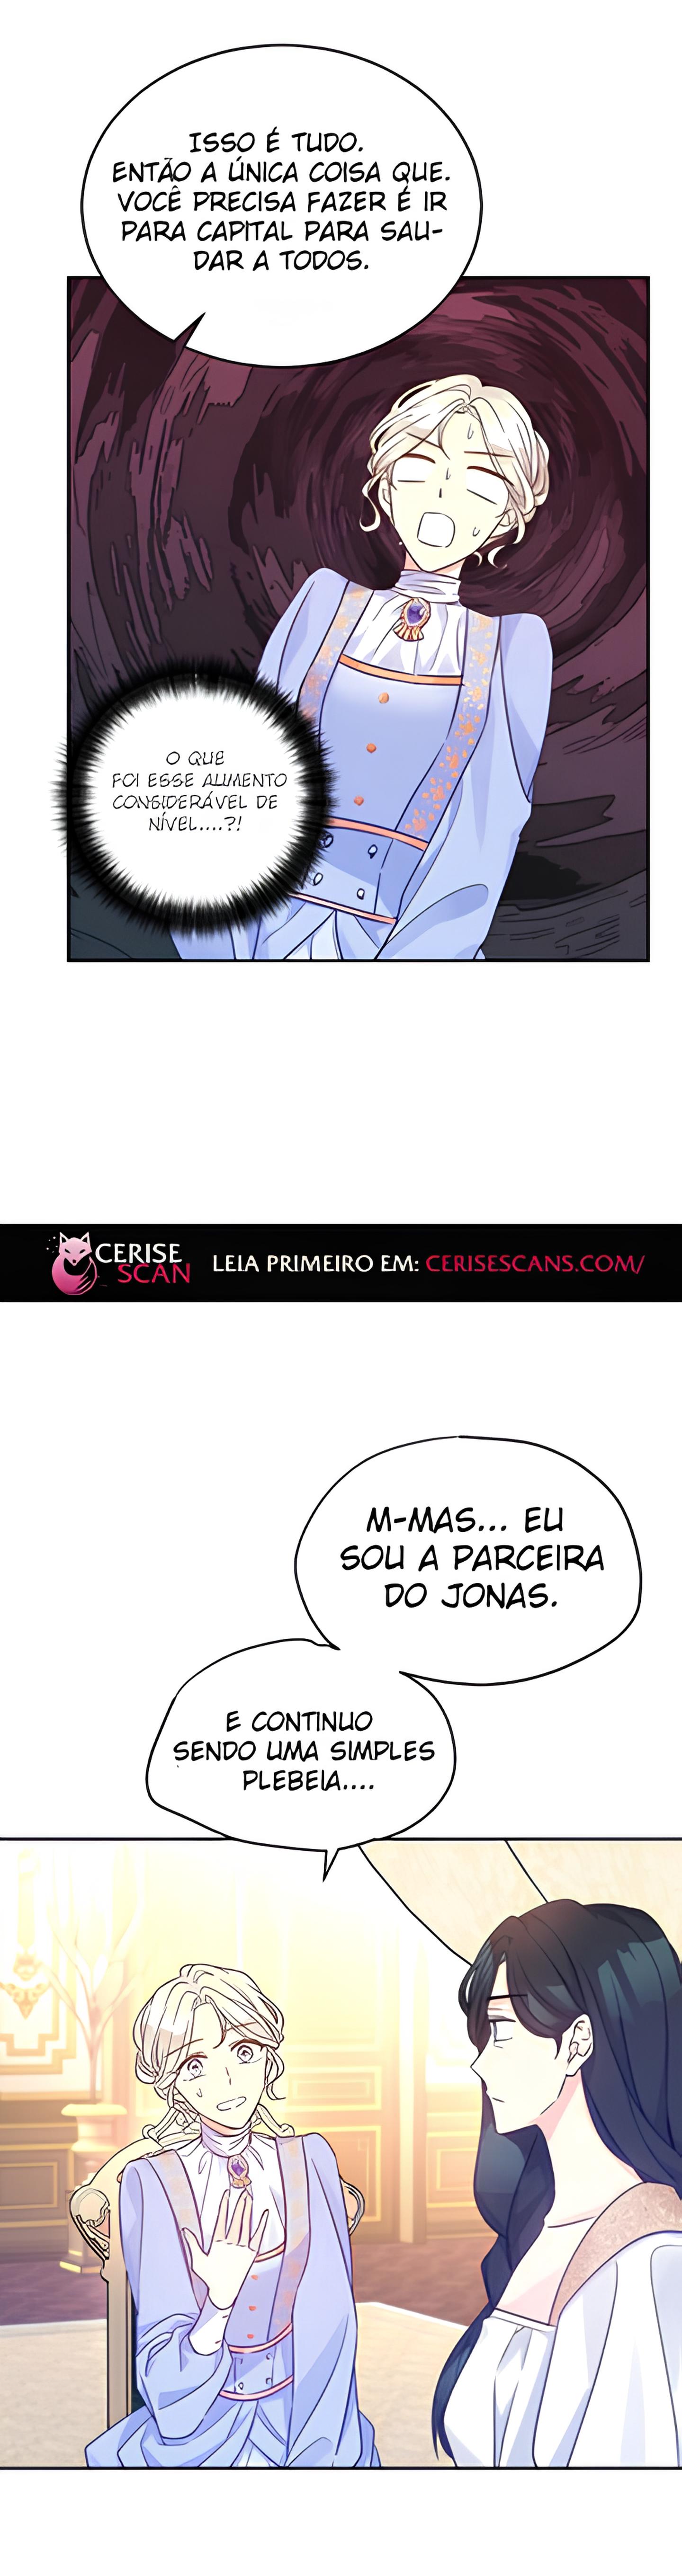 ISSO É TUDO.
ENTÃO A ÚNICA COISA QUE.
VOCÊ PRECISA FAZER É IR
PARA CAPITAL PARA SAU-
DAR A TODOS.
O QUE
FOI ESSE AUMENTO
CONSIDERÁVEL DE
NÍVEL....?!
CERISE
SCAN
LEIA PRIMEIRO EM: CERISESCANS.COM/
M-MAS... EU
SOU A PARCEIRA
DO JONAS.
E CONTINUO
SENDO UMA SIMPLES
PLEBEIA....